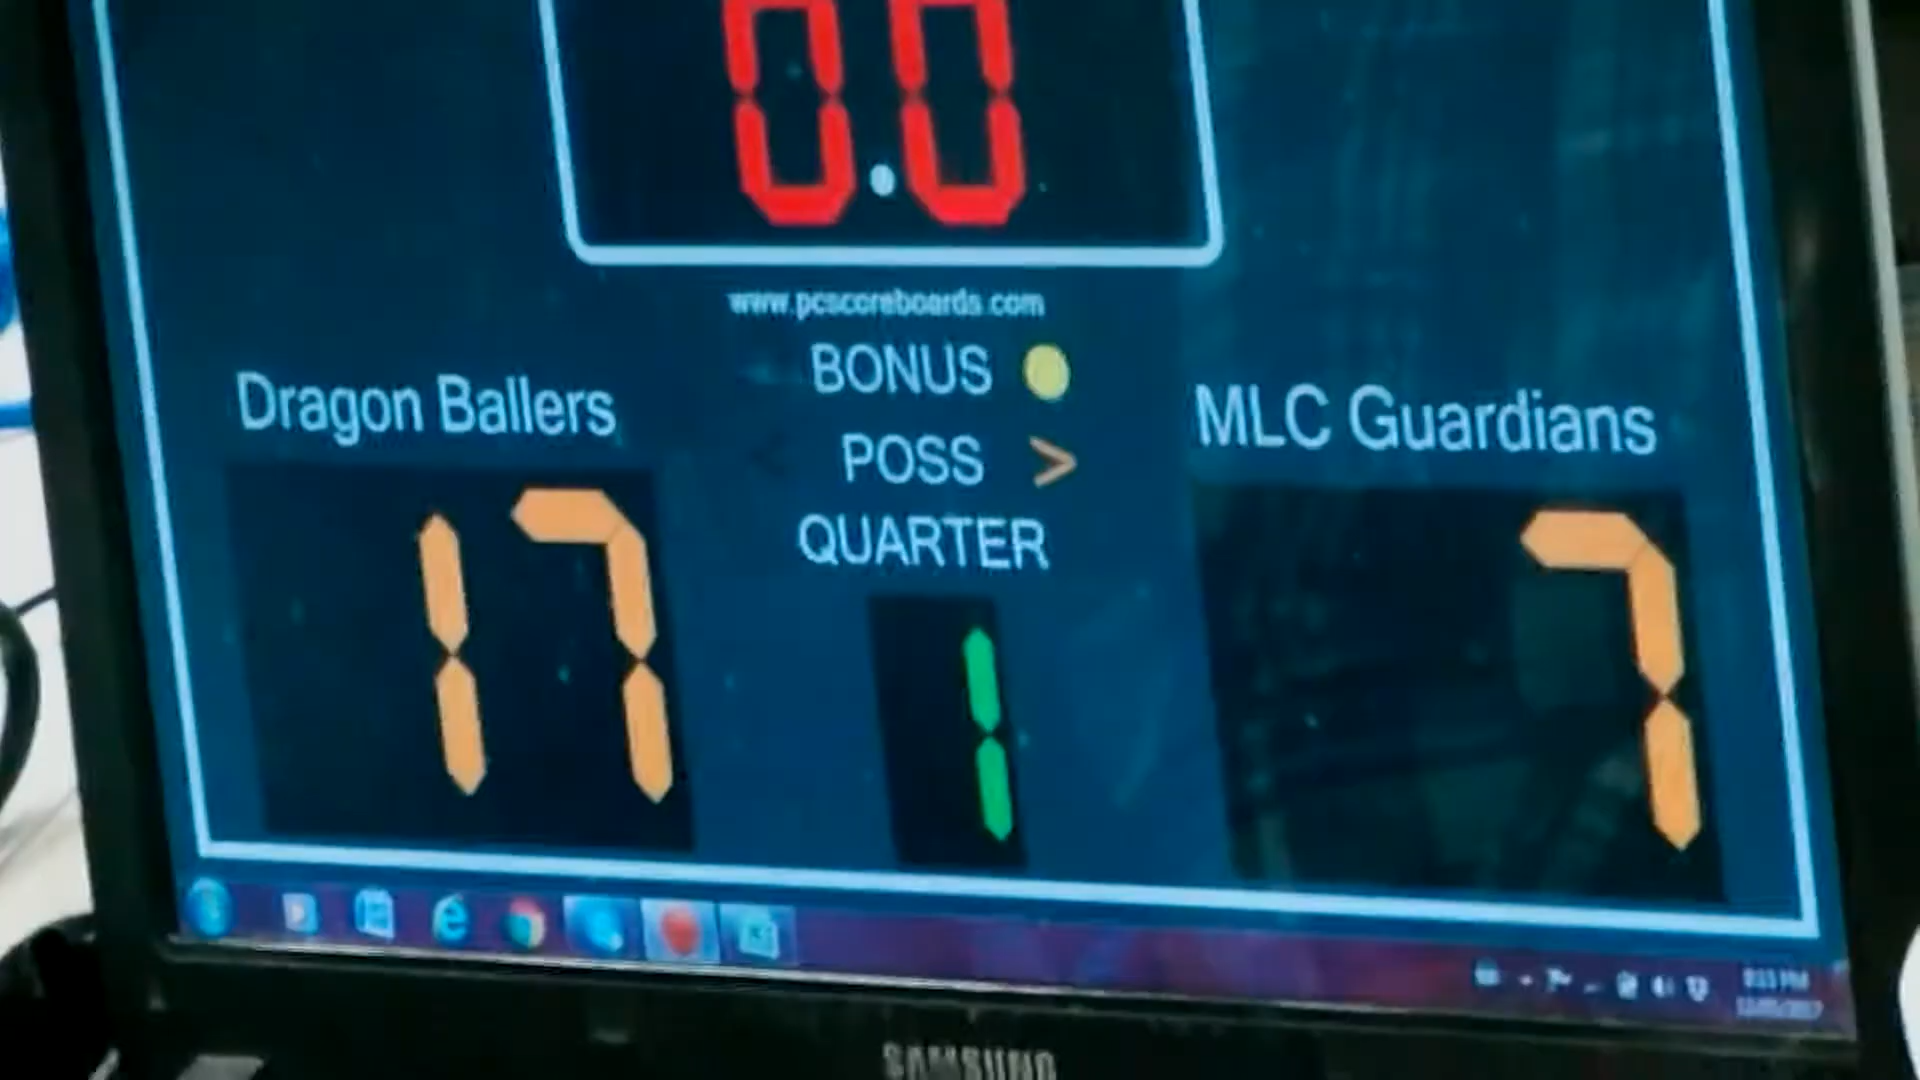 0.0
www.pcscoreboards.com
BONUS
Dragon Ballers
MLC Guardians
POSS >
QUARTER
17
1
7
SAMSUNG